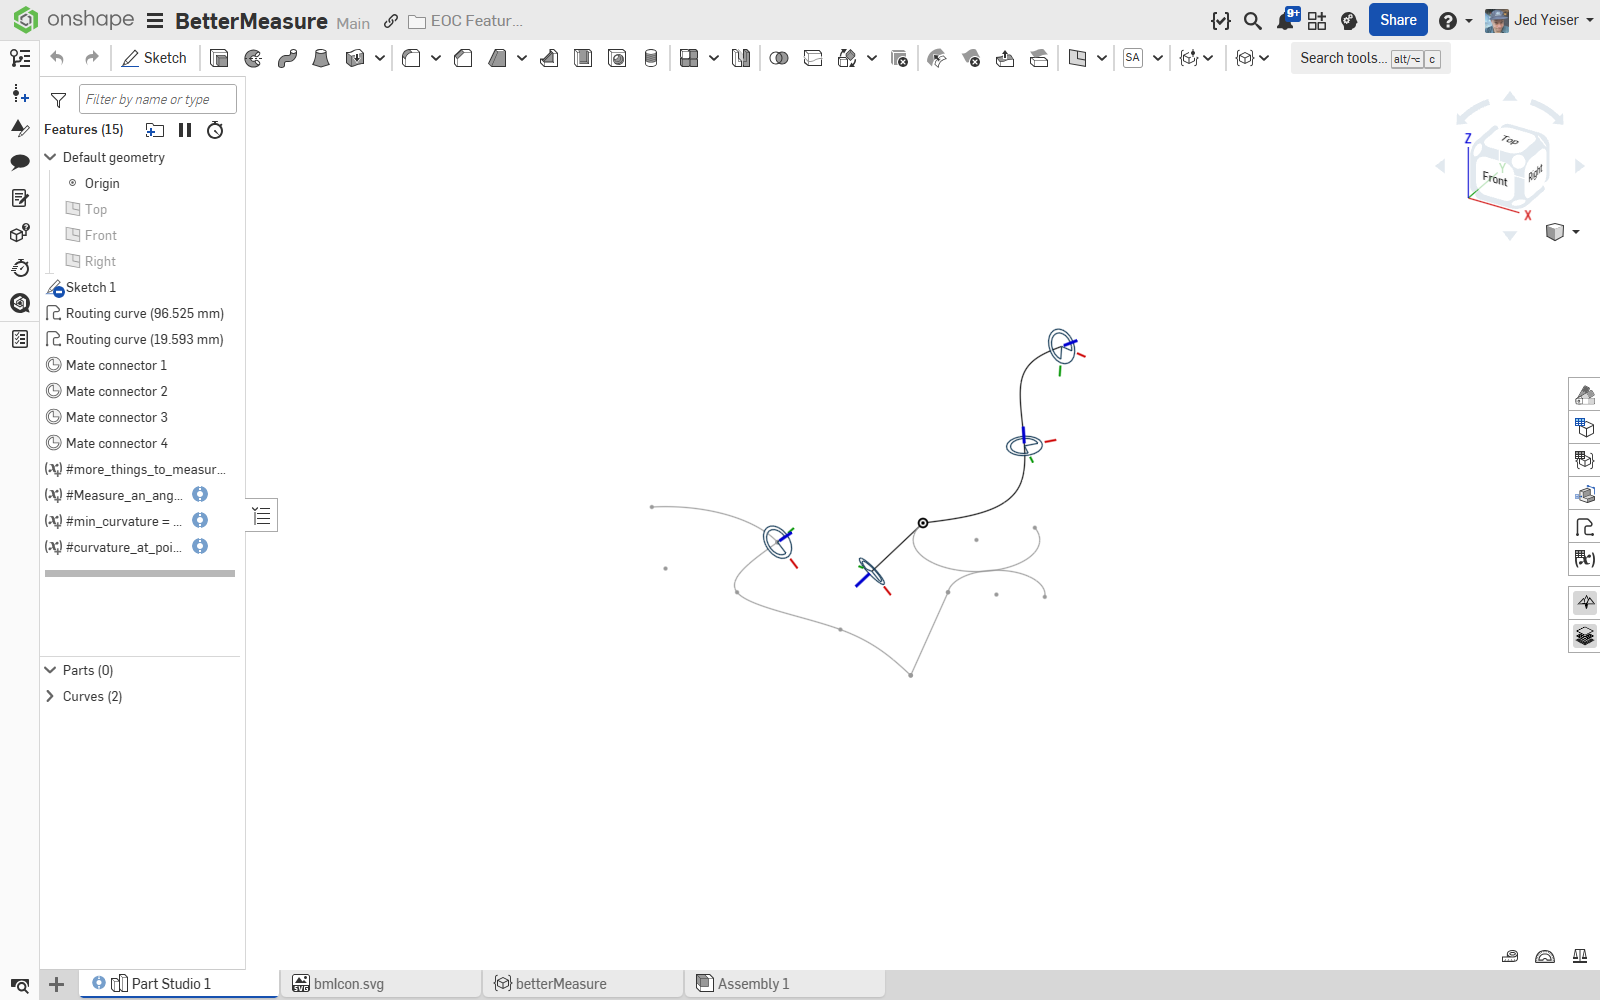 onshape BetterMeasure Main EOC Featur... 9+ Share Jed Yeiser
Sketch SA Search tools... alt/⌥ c
Filter by name or type
Features (15)
Default geometry
Origin
Top
Front
Right
Sketch 1
Routing curve (96.525 mm)
Routing curve (19.593 mm)
Mate connector 1
Mate connector 2
Mate connector 3
Mate connector 4
(x) #more_things_to_measur...
(x) #Measure_an_ang...
(x) #min_curvature = ...
(x) #curvature_at_poi...
Parts (0)
Curves (2)
Z
Top
Y
Front Right
X
(x)
SVG
Part Studio 1 bmIcon.svg betterMeasure Assembly 1